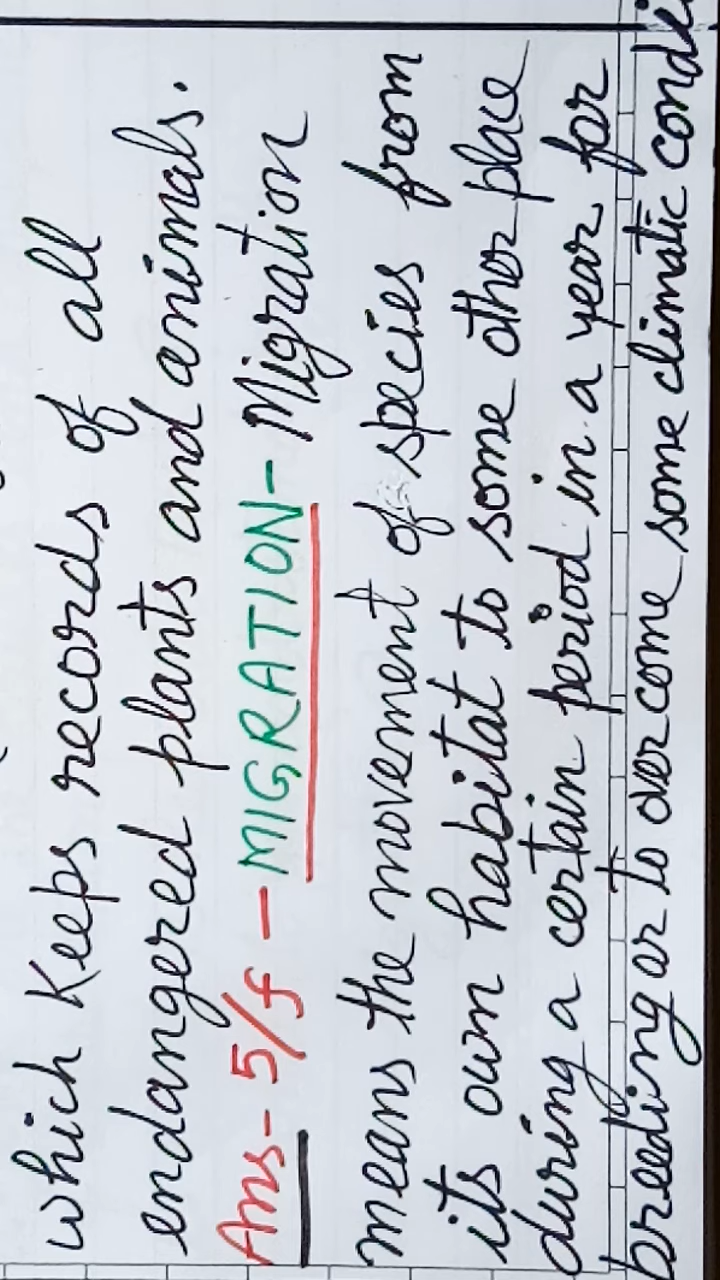 which keeps records of all
endangered plants and animals.
Ans- 5/f - MIGRATION- Migration
means the movement of species from
its own habitat to some other place
during a certain period in a year, for
breeding or to overcome some climatic condi